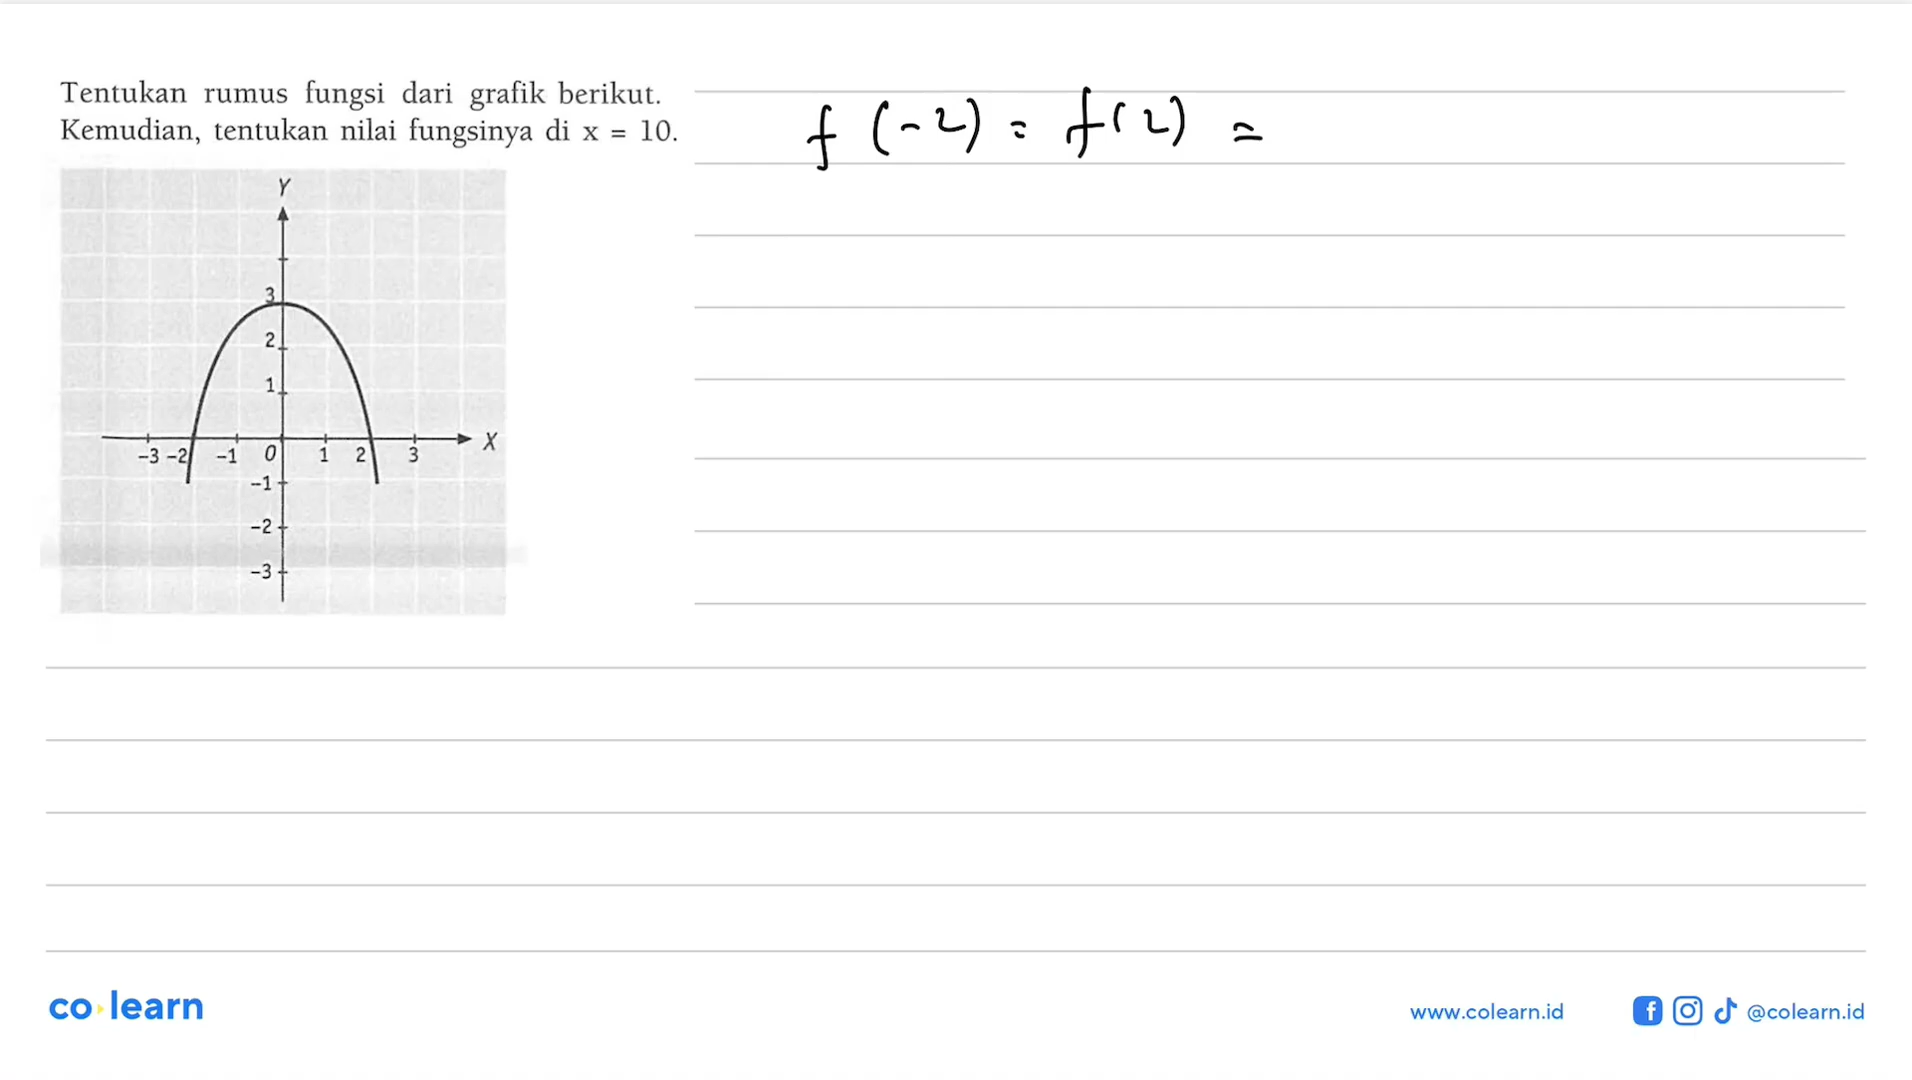 Tentukan rumus fungsi dari grafik berikut.
Kemudian, tentukan nilai fungsinya di x = 10.
f (-2) = f(2) =
Y
3
2
1
-3 -2 -1 0 1 2 3 X
-1
-2
-3
co learn
www.colearn.id @colearn.id